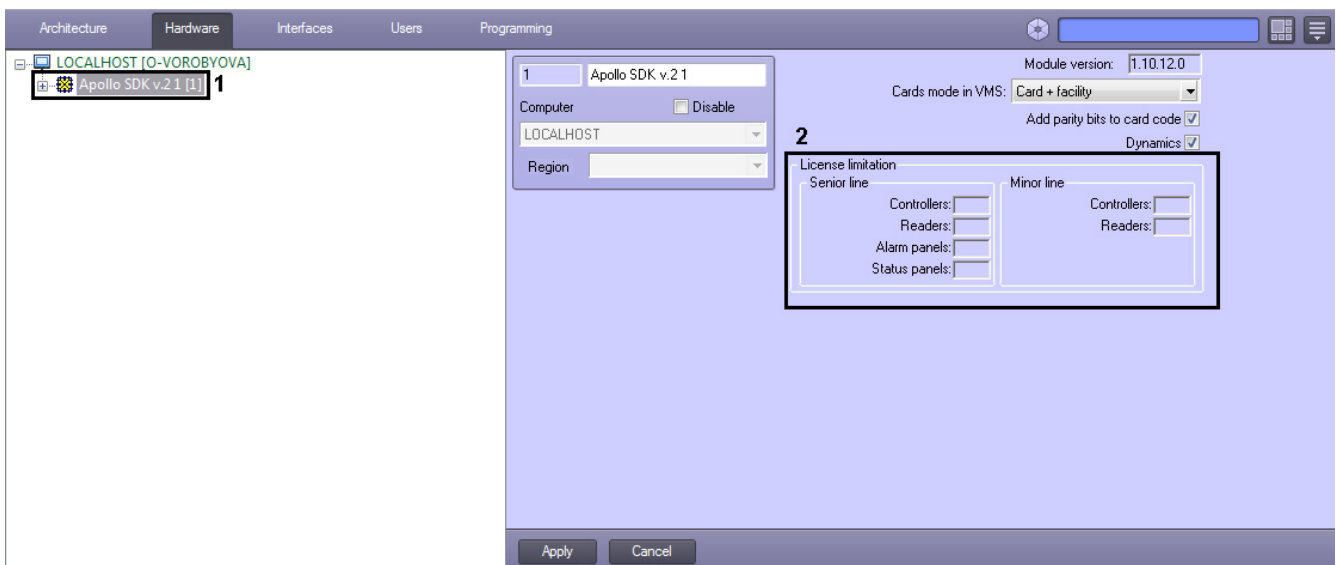 Architecture Hardware Interfaces Users Programming
LOCALHOST [O-VOROBYOVA]
Apollo SDK v.2 1 [1] 1
1 Apollo SDK v.2 1
Computer Disable
LOCALHOST
Region
Module version: 1.10.12.0
Cards mode in VMS: Card + facility
Add parity bits to card code
Dynamics
2
License limitation
Senior line Minor line
Controllers: Controllers:
Readers: Readers:
Alarm panels:
Status panels:
Apply Cancel